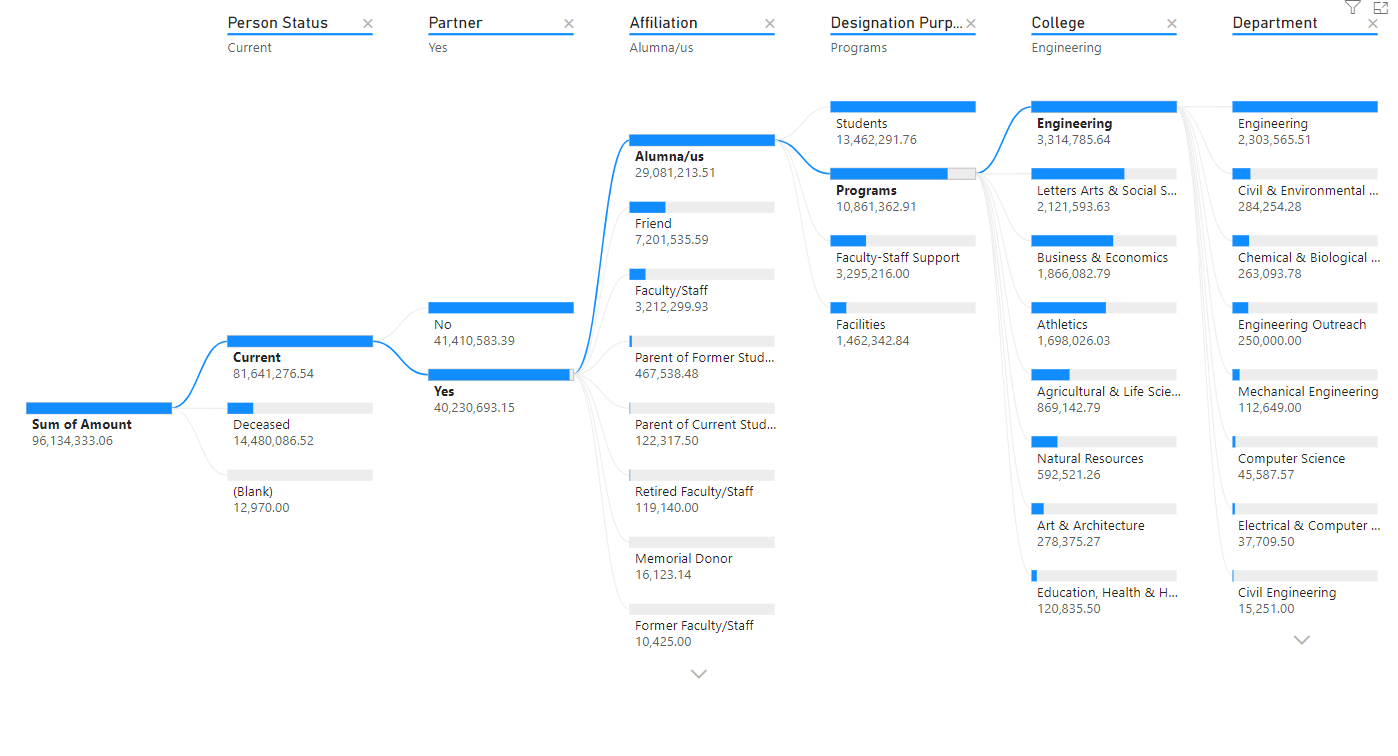 Person Status
Current
Partner
Yes
Affiliation
Alumna/us
Designation Purp...
Programs
College
Engineering
Department
Sum of Amount
96,134,333.06
Current
81,641,276.54
Deceased
14,480,086.52
(Blank)
12,970.00
No
41,410,583.39
Yes
40,230,693.15
Alumna/us
29,081,213.51
Friend
7,201,535.59
Faculty/Staff
3,212,299.93
Parent of Former Stud...
467,538.48
Parent of Current Stud...
122,317.50
Retired Faculty/Staff
119,140.00
Memorial Donor
16,123.14
Former Faculty/Staff
10,425.00
Students
13,462,291.76
Programs
10,861,362.91
Faculty-Staff Support
3,295,216.00
Facilities
1,462,342.84
Engineering
3,314,785.64
Letters Arts & Social S...
2,121,593.63
Business & Economics
1,866,082.79
Athletics
1,698,026.03
Agricultural & Life Scie...
869,142.79
Natural Resources
592,521.26
Art & Architecture
278,375.27
Education, Health & H...
120,835.50
Engineering
2,303,565.51
Civil & Environmental ...
284,254.28
Chemical & Biological ...
263,093.78
Engineering Outreach
250,000.00
Mechanical Engineering
112,649.00
Computer Science
45,587.57
Electrical & Computer ...
37,709.50
Civil Engineering
15,251.00